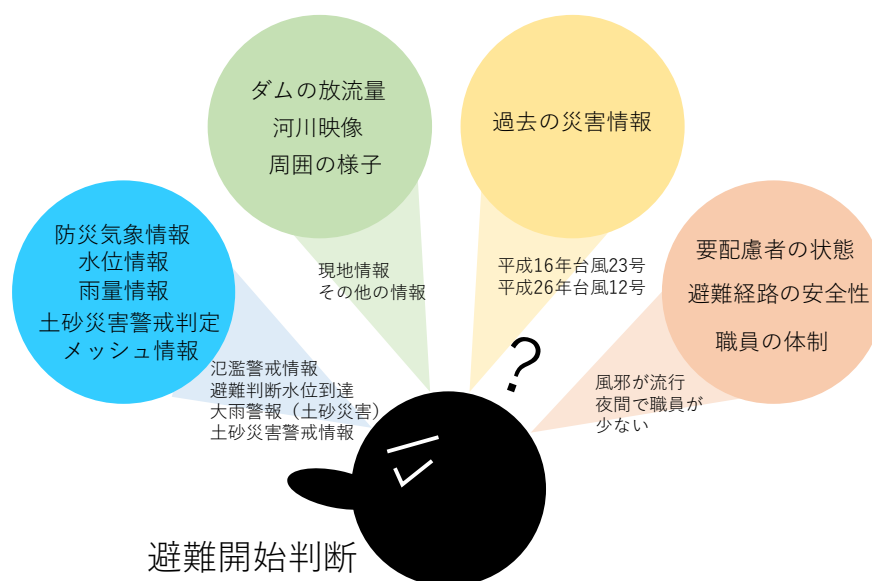 ダムの放流量
河川映像
周囲の様子
過去の災害情報
防災気象情報
水位情報
雨量情報
土砂災害警戒判定
メッシュ情報
要配慮者の状態
避難経路の安全性
職員の体制
現地情報
その他の情報
平成16年台風23号
平成26年台風12号
氾濫警戒情報
避難判断水位到達
大雨警報（土砂災害）
土砂災害警戒情報
?
風邪が流行
夜間で職員が
少ない
避難開始判断